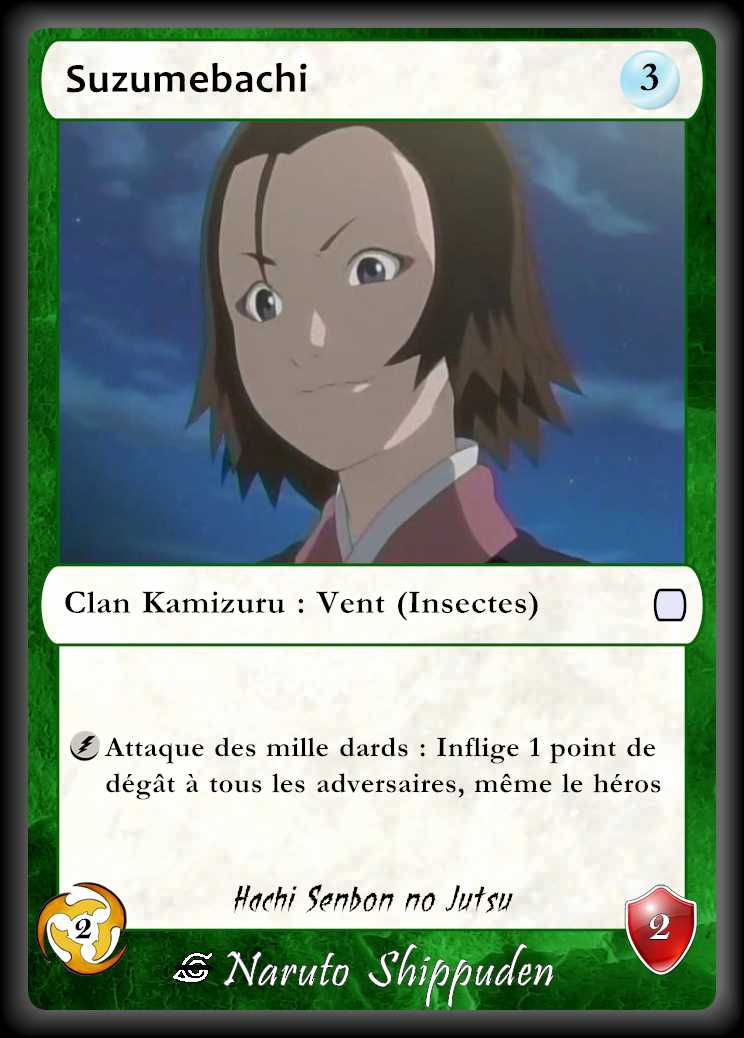 Suzumebachi
3
Clan Kamizuru : Vent (Insectes)
Attaque des mille dards : Inflige 1 point de
dégât à tous les adversaires, même le héros
Hachi Senbon no Jutsu
2
2
Naruto Shippuden